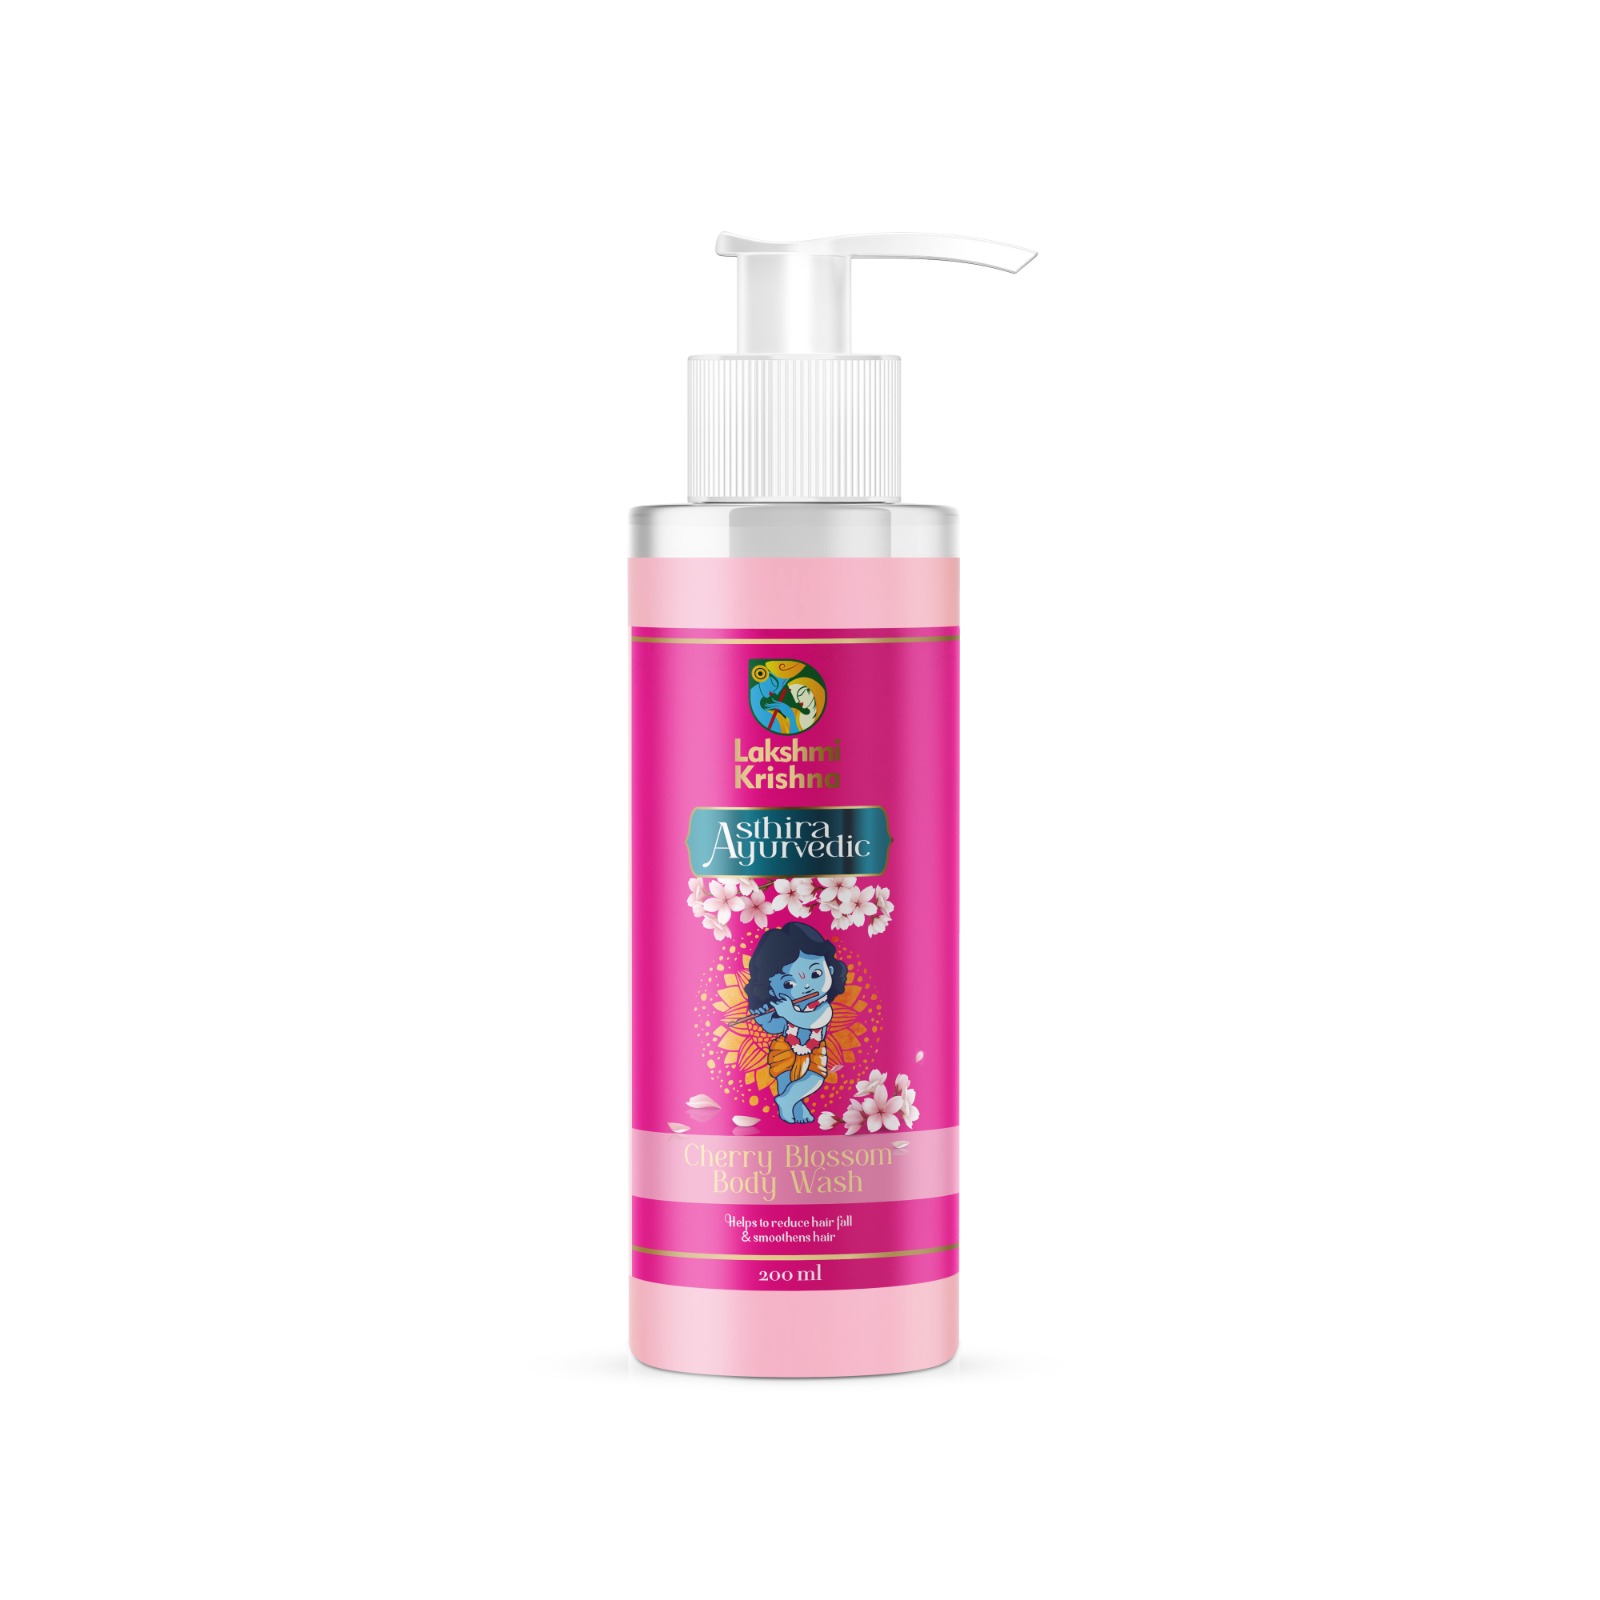 Lakshmi
Krishna
Asthira
Ayurvedic
Cherry Blossom
Body Wash
Helps to reduce hair fall
& smoothens hair
200 ml